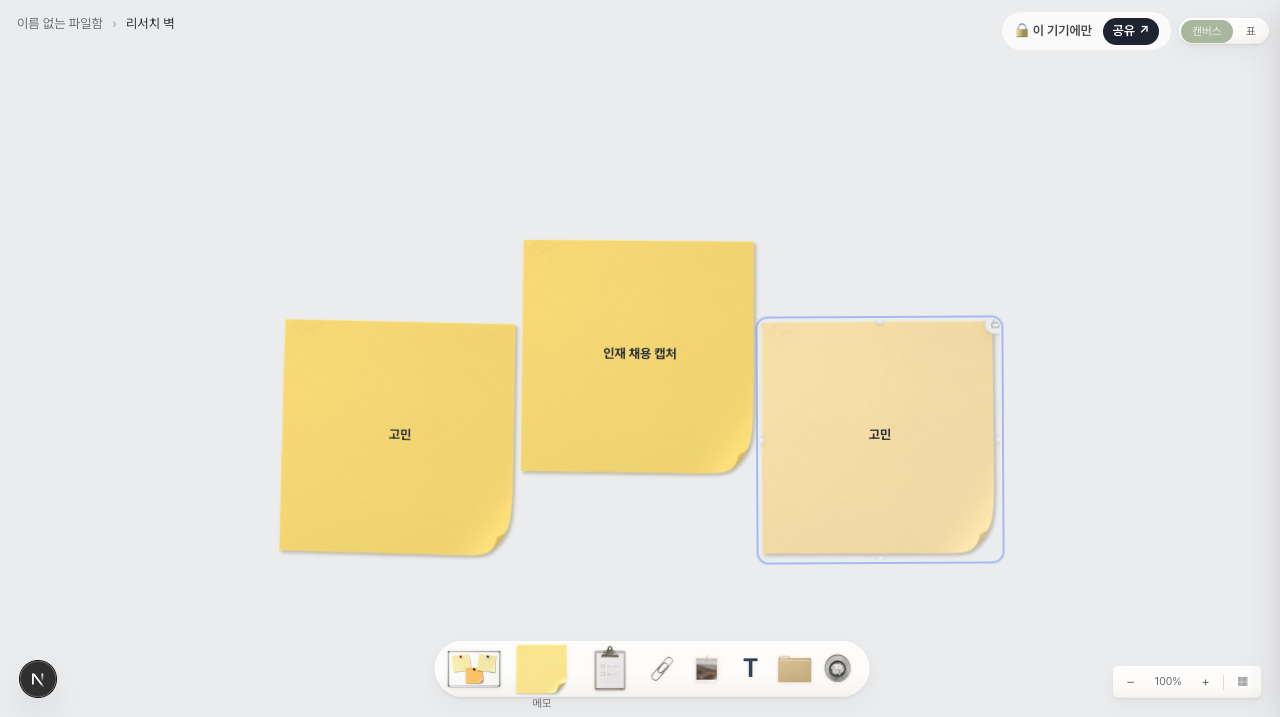 이름 없는 파일함 › 리서치 벽
이 기기에만
공유 ↗
캔버스
표
인재 채용 캡처
고민
고민
T
메모
N
− 100% +